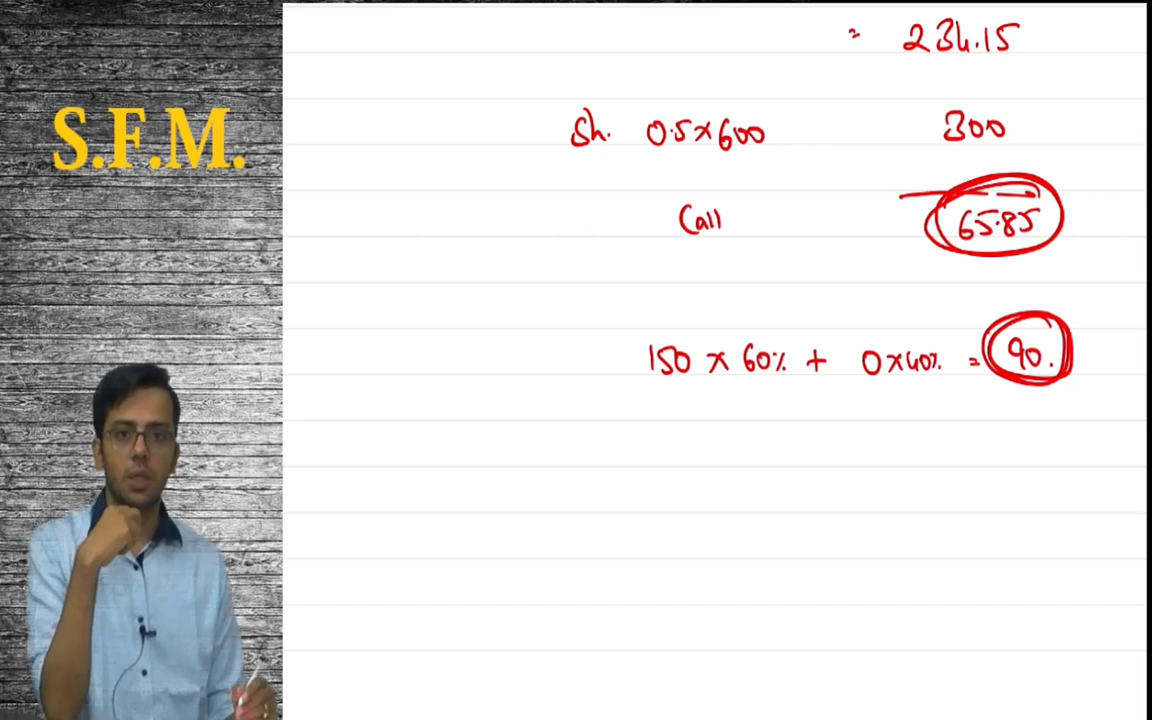 = 234.15
S.F.M.
Sh. 0.5×600 300
Call 65.85
150 × 60% + 0×40% = 90.